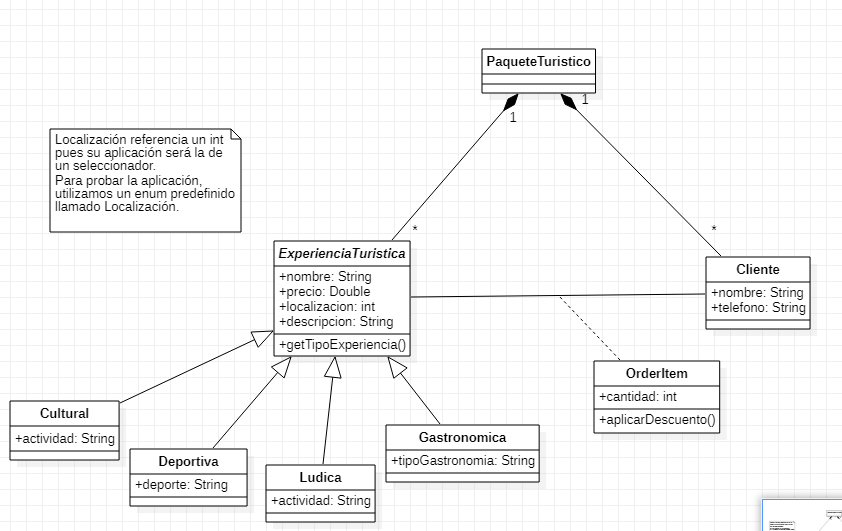 PaqueteTuristico
1
1
Localización referencia un int
pues su aplicación será la de
un seleccionador.
Para probar la aplicación,
utilizamos un enum predefinido
llamado Localización.
*
*
ExperienciaTuristica
+nombre: String
+precio: Double
+localizacion: int
+descripcion: String
+getTipoExperiencia()
Cliente
+nombre: String
+telefono: String
OrderItem
+cantidad: int
+aplicarDescuento()
Cultural
+actividad: String
Deportiva
+deporte: String
Ludica
+actividad: String
Gastronomica
+tipoGastronomia: String